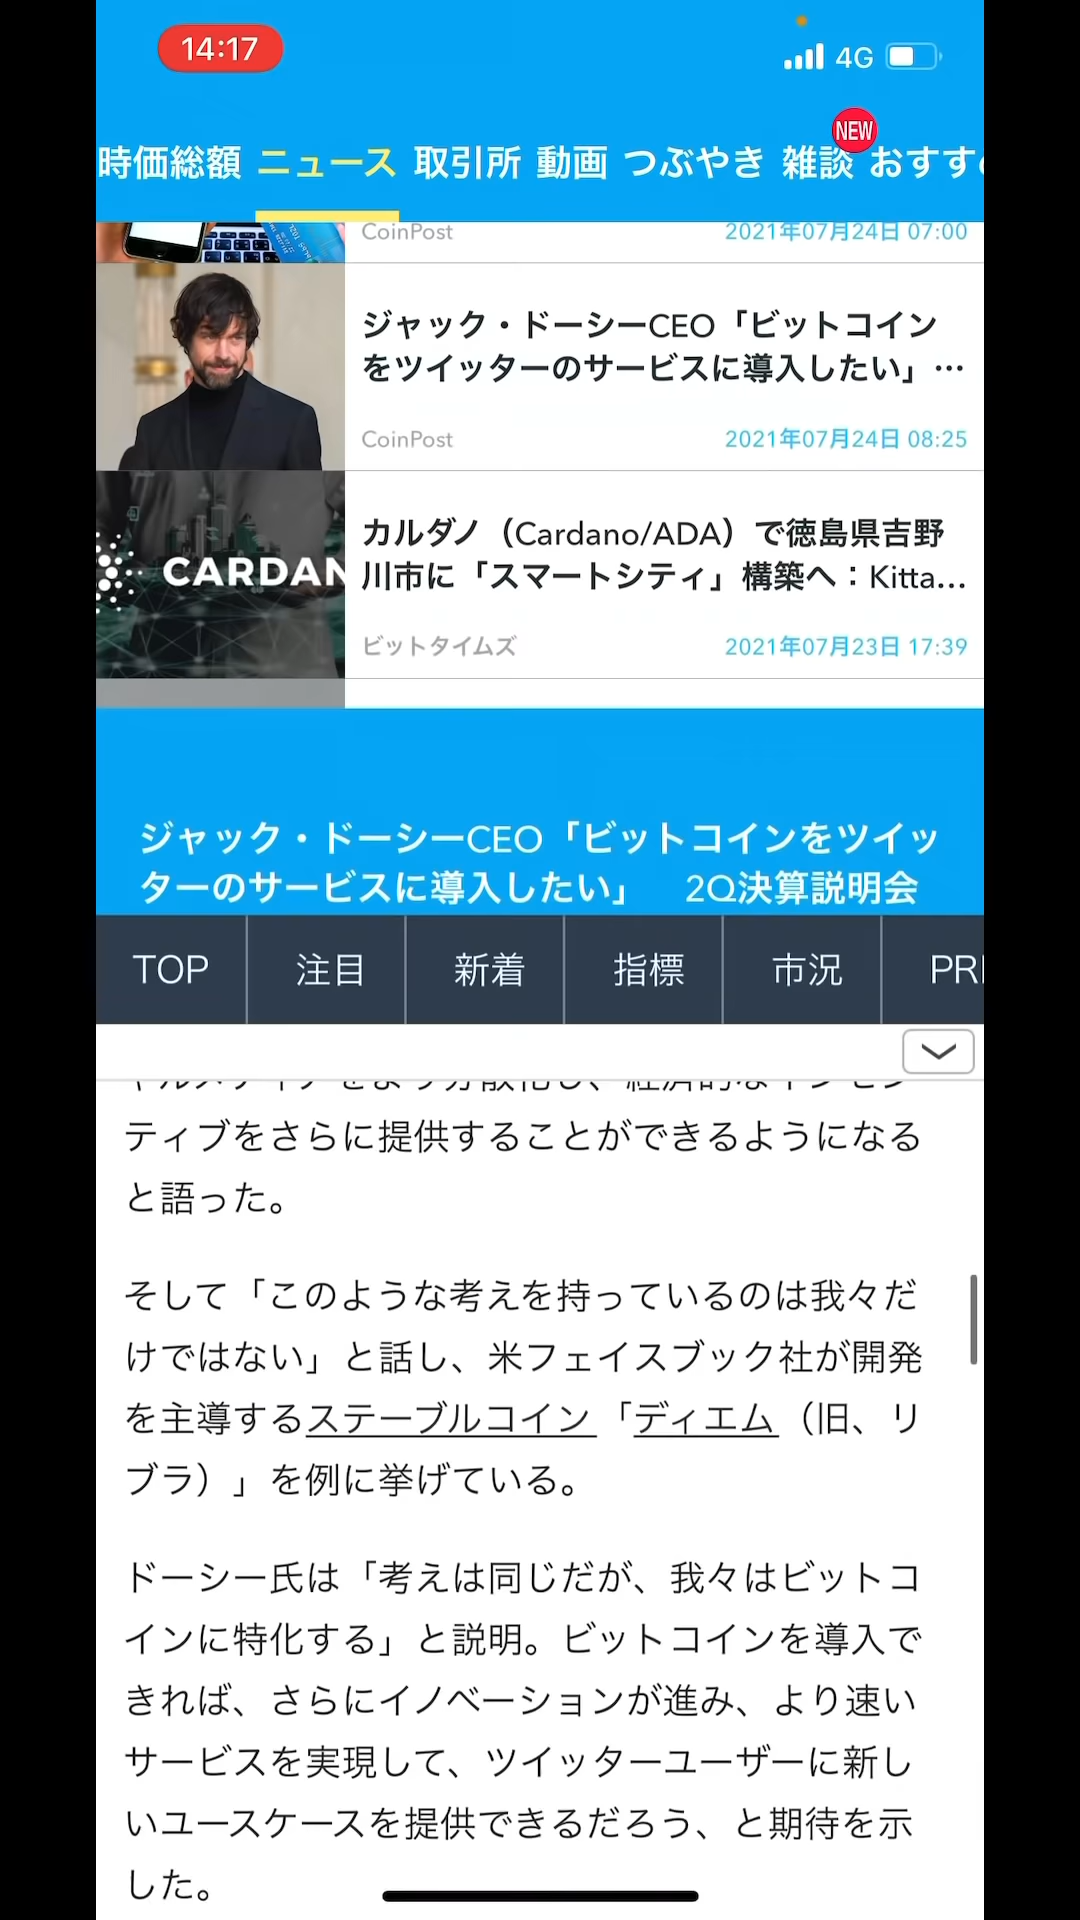 14:17
4G
NEW
時価総額 ニュース 取引所 動画 つぶやき 雑談 おすす
CoinPost 2021年07月24日 07:00
ジャック・ドーシーCEO「ビットコイン
をツイッターのサービスに導入したい」…
CoinPost 2021年07月24日 08:25
CARDAN
カルダノ（Cardano/ADA）で徳島県吉野
川市に「スマートシティ」構築へ：Kitta...
ビットタイムズ 2021年07月23日 17:39
ジャック・ドーシーCEO「ビットコインをツイッ
ターのサービスに導入したい」　2Q決算説明会
TOP 注目 新着 指標 市況 PR
ティブをさらに提供することができるようになる
と語った。
そして「このような考えを持っているのは我々だ
けではない」と話し、米フェイスブック社が開発
を主導するステーブルコイン「ディエム（旧、リ
ブラ）」を例に挙げている。
ドーシー氏は「考えは同じだが、我々はビットコ
インに特化する」と説明。ビットコインを導入で
きれば、さらにイノベーションが進み、より速い
サービスを実現して、ツイッターユーザーに新し
いユースケースを提供できるだろう、と期待を示
した。